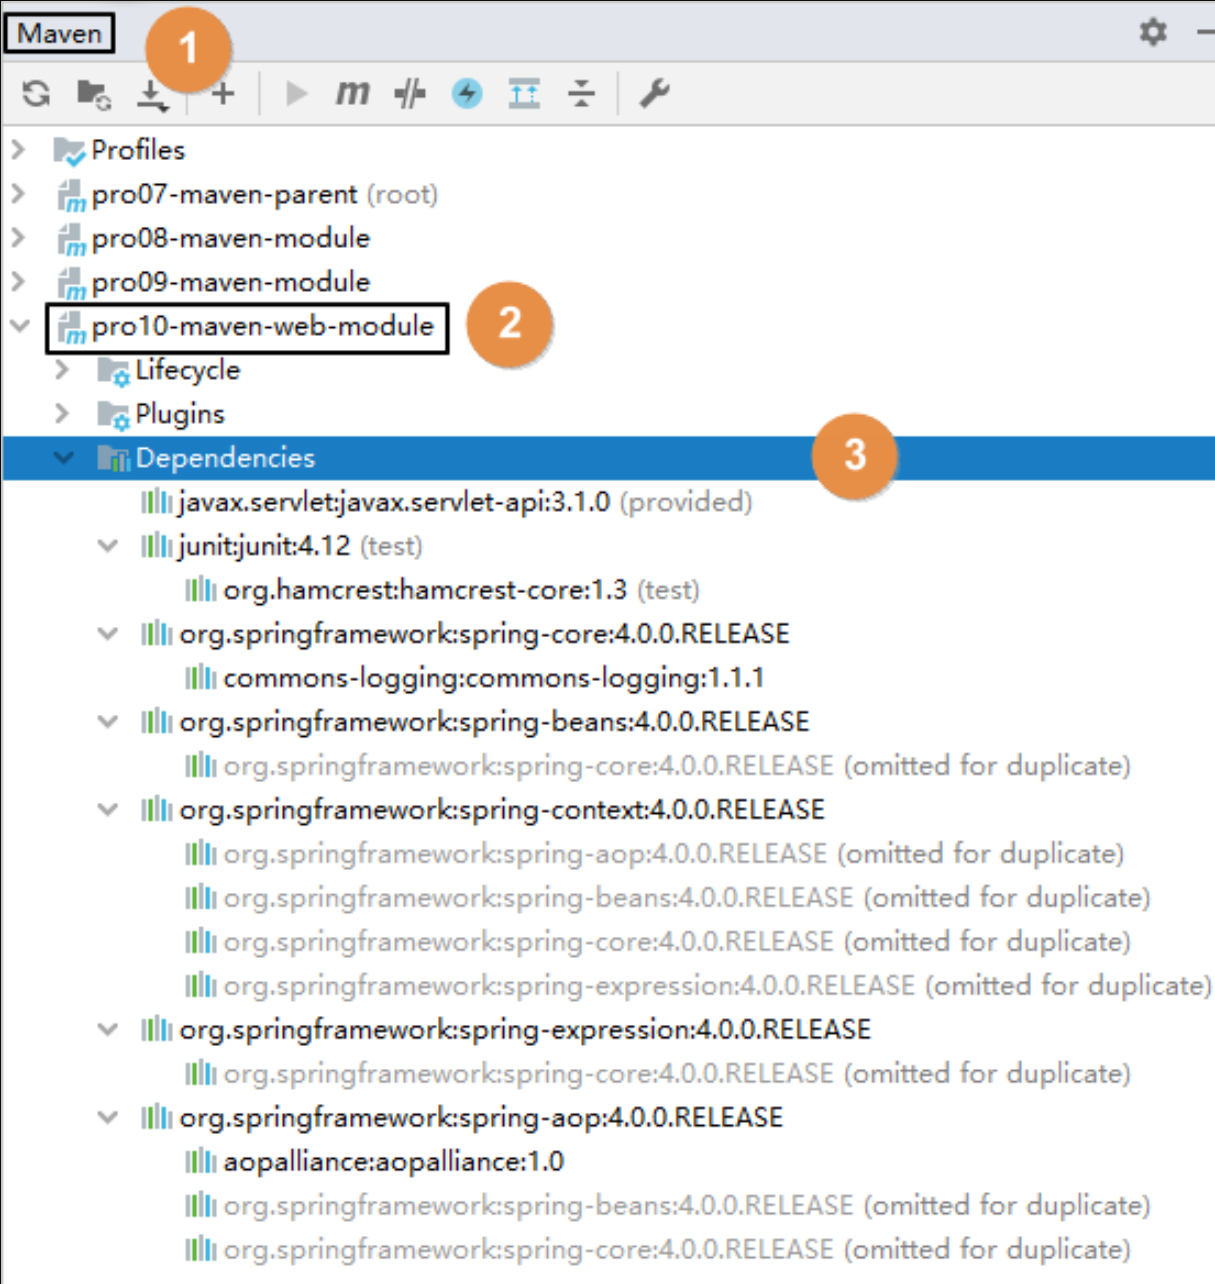 Maven
1
m
Profiles
pro07-maven-parent (root)
pro08-maven-module
pro09-maven-module
pro10-maven-web-module
2
Lifecycle
Plugins
Dependencies
3
javax.servlet:javax.servlet-api:3.1.0 (provided)
junit:junit:4.12 (test)
org.hamcrest:hamcrest-core:1.3 (test)
org.springframework:spring-core:4.0.0.RELEASE
commons-logging:commons-logging:1.1.1
org.springframework:spring-beans:4.0.0.RELEASE
org.springframework:spring-core:4.0.0.RELEASE (omitted for duplicate)
org.springframework:spring-context:4.0.0.RELEASE
org.springframework:spring-aop:4.0.0.RELEASE (omitted for duplicate)
org.springframework:spring-beans:4.0.0.RELEASE (omitted for duplicate)
org.springframework:spring-core:4.0.0.RELEASE (omitted for duplicate)
org.springframework:spring-expression:4.0.0.RELEASE (omitted for duplicate)
org.springframework:spring-expression:4.0.0.RELEASE
org.springframework:spring-core:4.0.0.RELEASE (omitted for duplicate)
org.springframework:spring-aop:4.0.0.RELEASE
aopalliance:aopalliance:1.0
org.springframework:spring-beans:4.0.0.RELEASE (omitted for duplicate)
org.springframework:spring-core:4.0.0.RELEASE (omitted for duplicate)